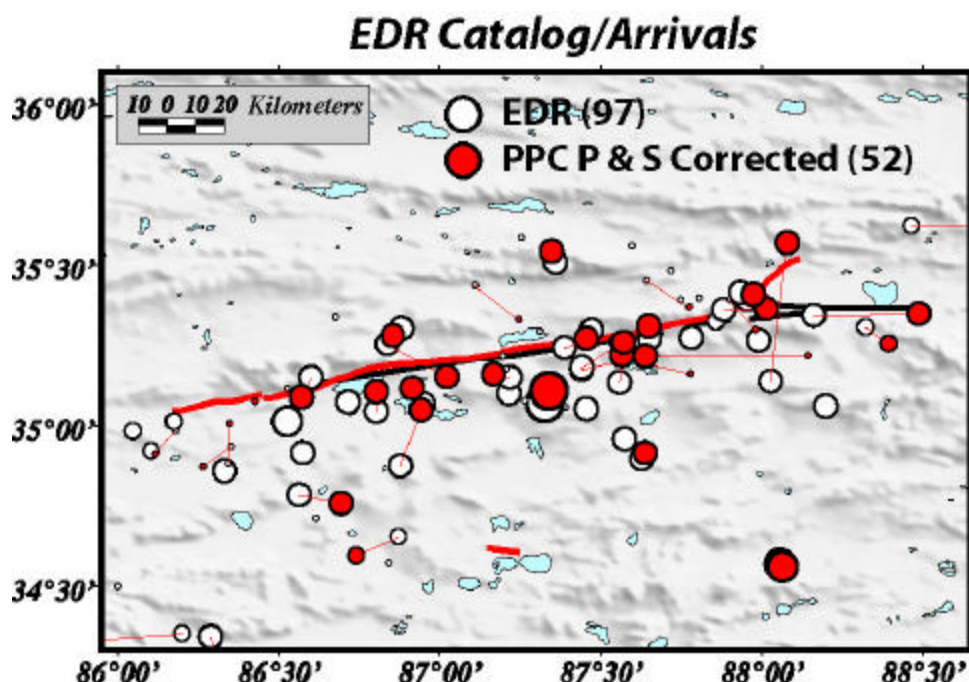 EDR Catalog/Arrivals
10 0 10 20 Kilometers
EDR (97)
PPC P & S Corrected (52)
36°00'
35°30'
35°00'
34°30'
86°00' 86°30' 87°00' 87°30' 88°00' 88°30'